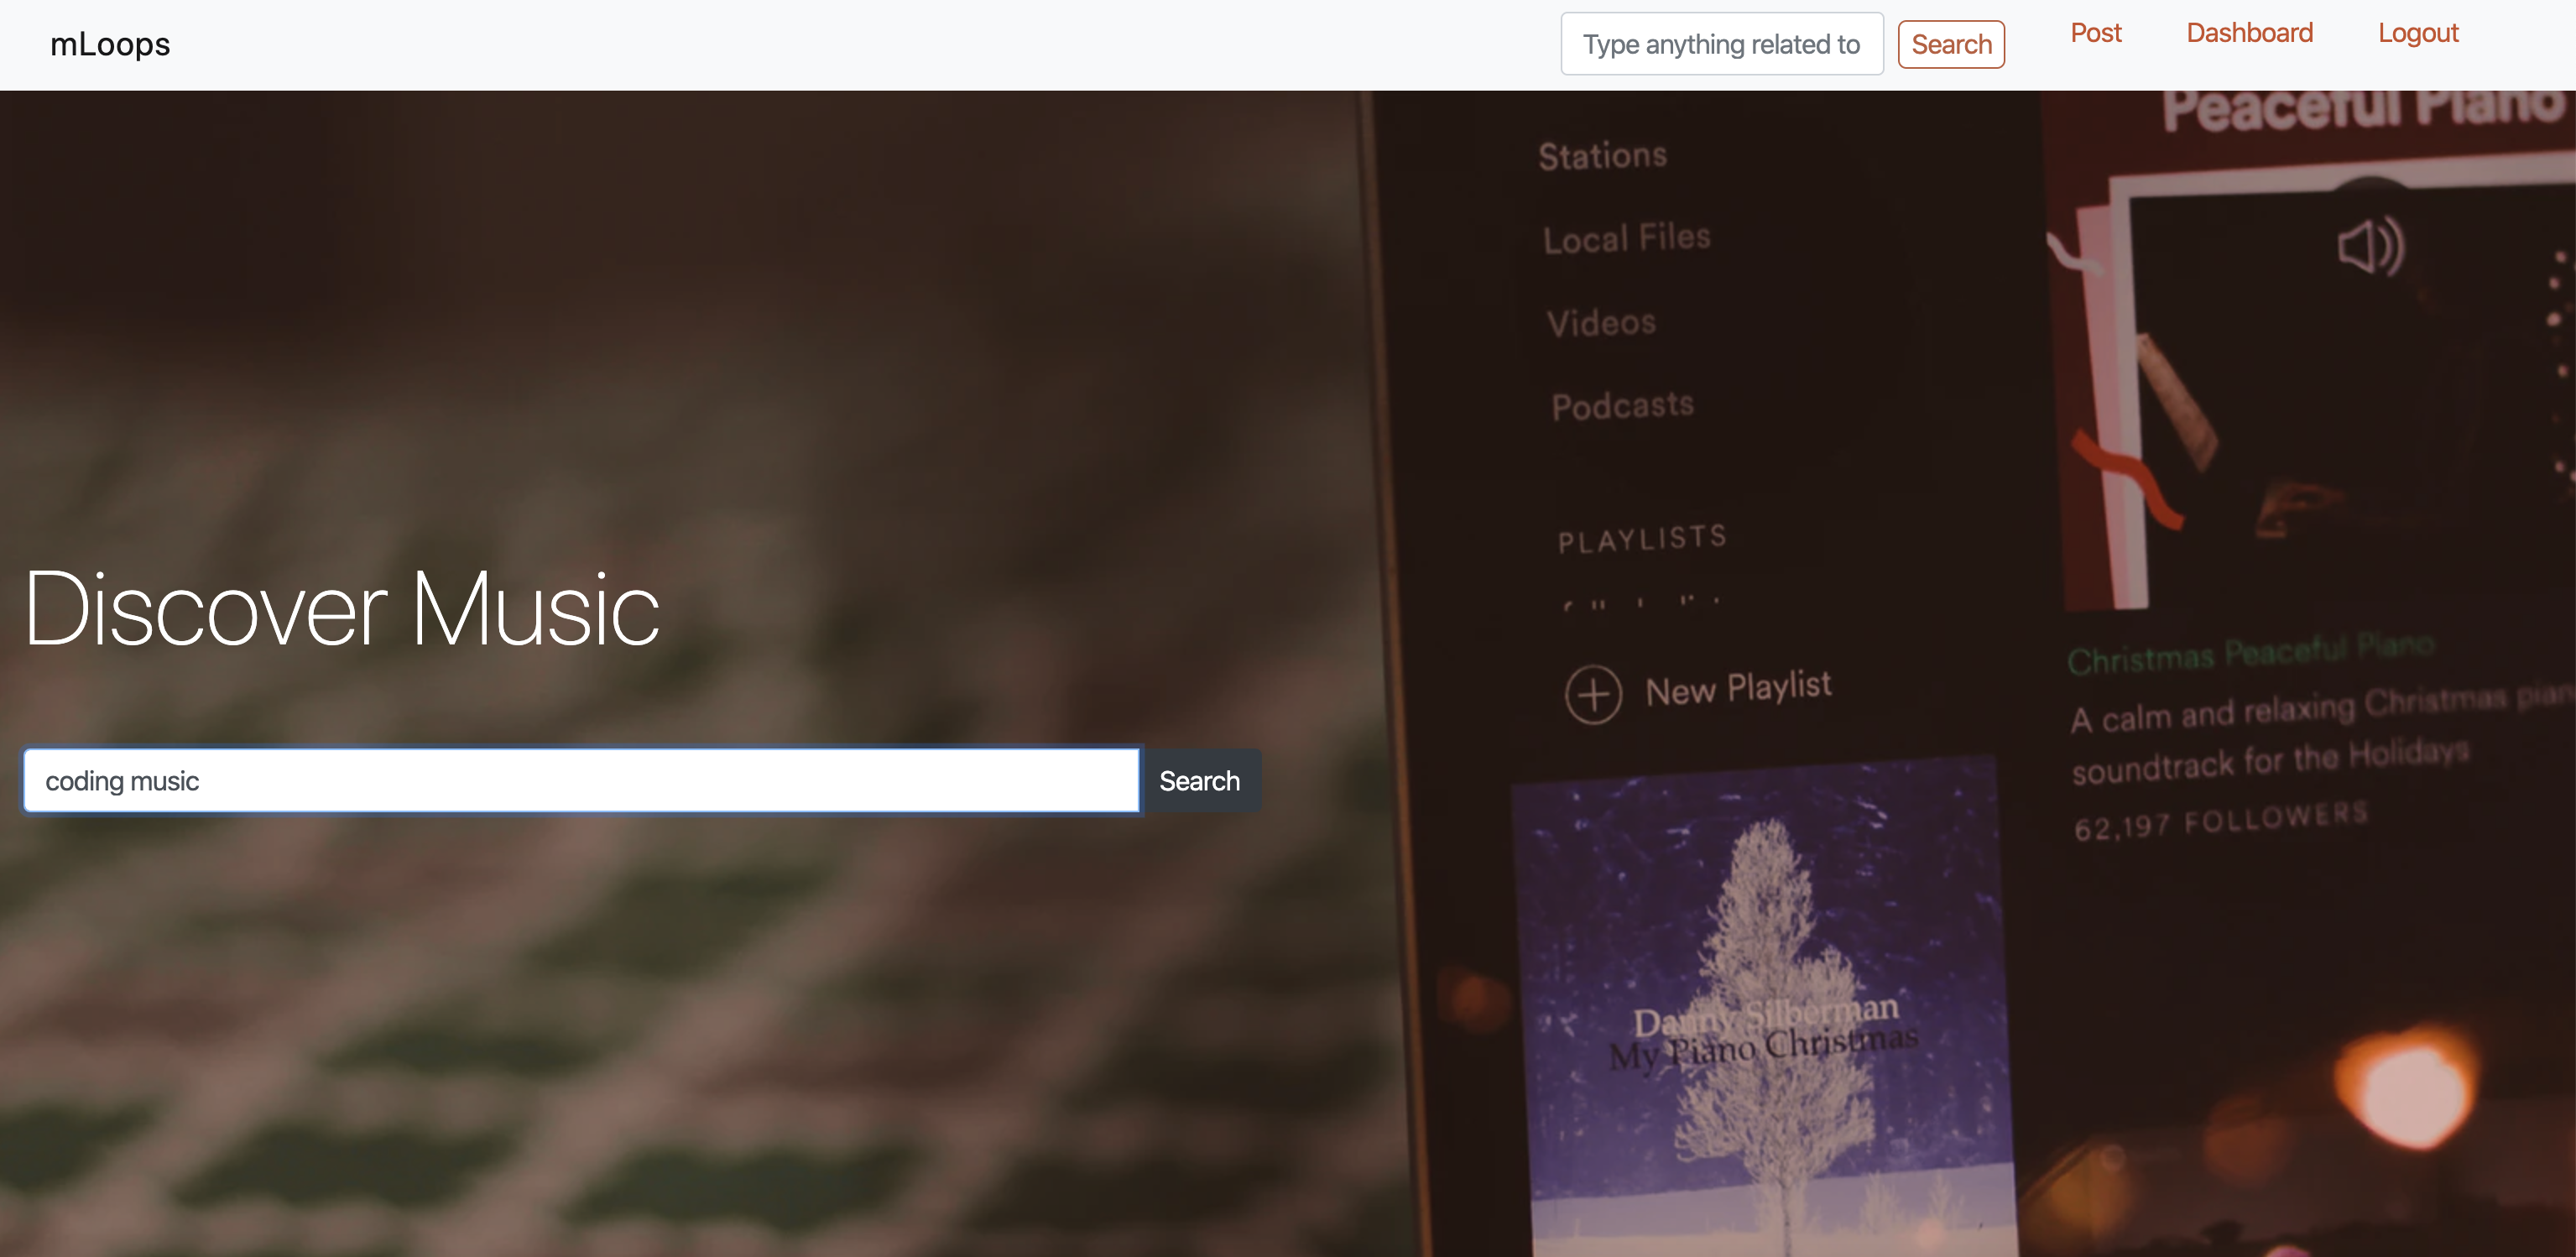 mLoops
Type anything related to
Search
Post
Dashboard
Logout
Peaceful Piano
Stations
Local Files
Videos
Podcasts
PLAYLISTS
New Playlist
Christmas Peaceful Piano
A calm and relaxing Christmas
soundtrack for the Holidays
62,197 FOLLOWERS
Discover Music
coding music
Search
Danny Silberman
My Piano Christmas